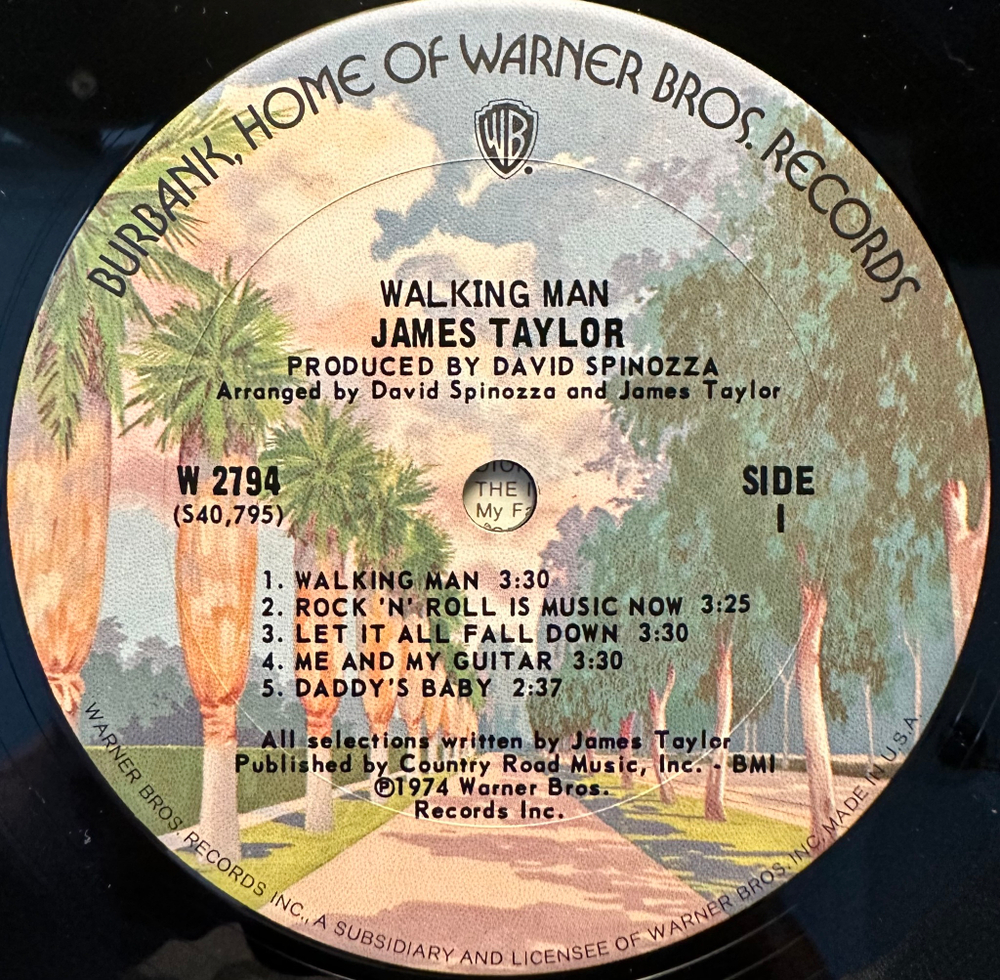 BURBANK, HOME OF WARNER BROS. RECORDS
WB
WALKING MAN
JAMES TAYLOR
PRODUCED BY DAVID SPINOZZA
Arranged by David Spinozza and James Taylor
W 2794
(S40,795)
SIDE
1
THE
My
1. WALKING MAN 3:30
2. ROCK 'N' ROLL IS MUSIC NOW 3:25
3. LET IT ALL FALL DOWN 3:30
4. ME AND MY GUITAR 3:30
5. DADDY'S BABY 2:37
All selections written by James Taylor
Published by Country Road Music, Inc. - BMI
℗1974 Warner Bros.
Records Inc.
WARNER BROS. RECORDS INC., A SUBSIDIARY AND LICENSEE OF WARNER BROS. INC. MADE IN U.S.A.